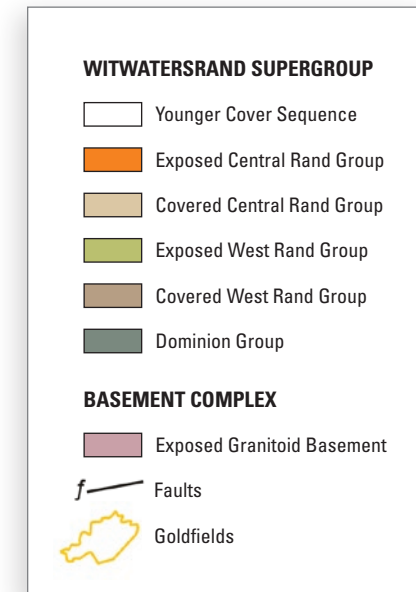 WITWATERSRAND SUPERGROUP
Younger Cover Sequence
Exposed Central Rand Group
Covered Central Rand Group
Exposed West Rand Group
Covered West Rand Group
Dominion Group
BASEMENT COMPLEX
Exposed Granitoid Basement
f Faults
Goldfields